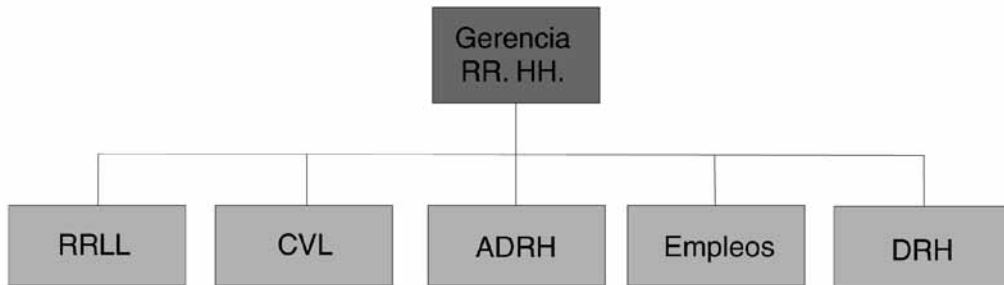 Gerencia
RR. HH.
RRLL
CVL
ADRH
Empleos
DRH